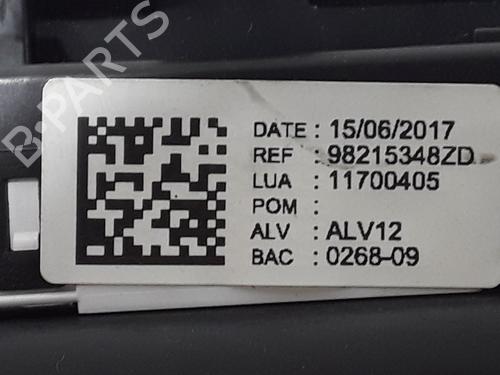 B-PARTS
DATE : 15/06/2017
REF : 98215348ZD
LUA : 11700405
POM :
ALV : ALV12
BAC : 0268-09